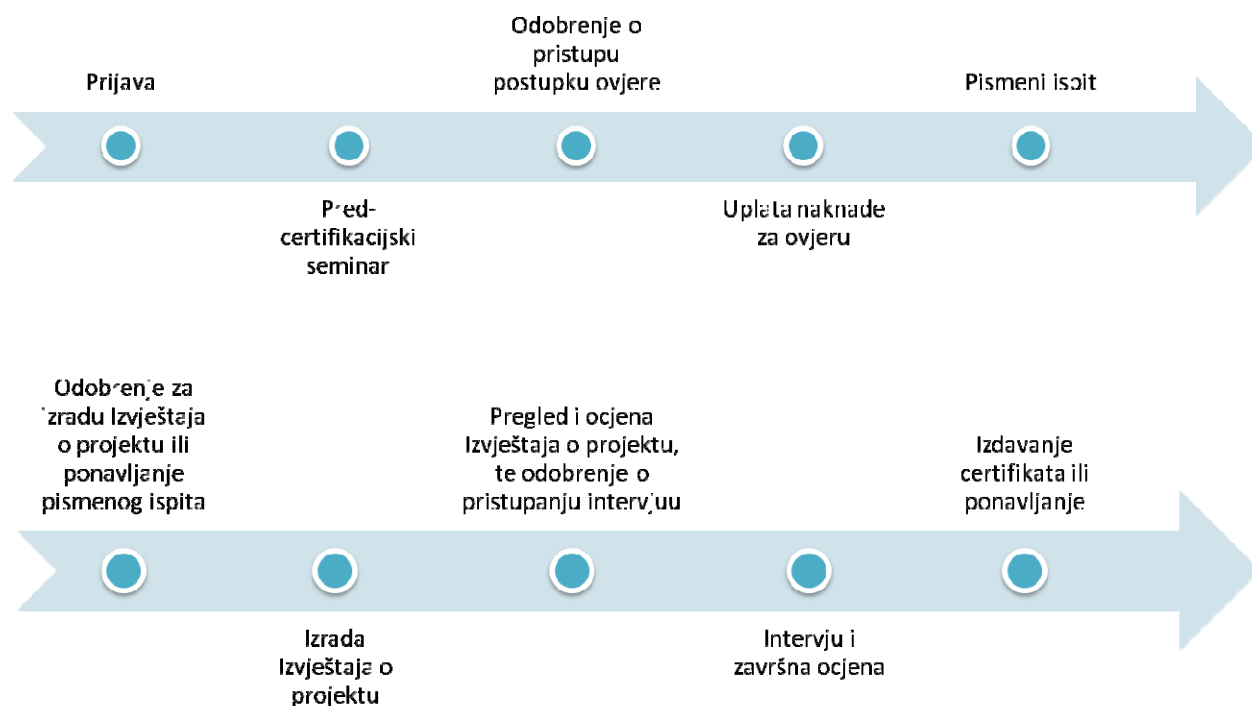 Prijava
Pred-
certifikacijski
seminar
Odobrenje o
pristupu
postupku ovjere
Uplata naknade
za ovjeru
Pismeni ispit
Odobrenje za
izradu Izvještaja
o projektu ili
ponavljanje
pismenog ispita
Izrada
Izvještaja o
projektu
Pregled i ocjena
Izvještaja o projektu,
te odobrenje o
pristupanju intervjuu
Intervju i
završna ocjena
Izdavanje
certifikata ili
ponavljanje